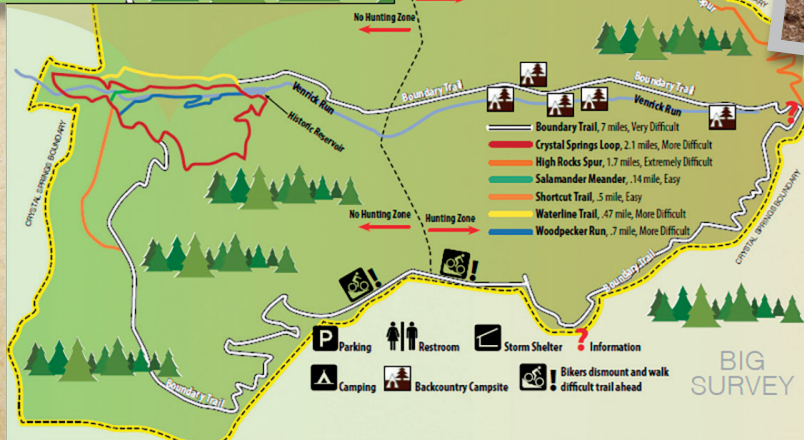 No Hunting Zone
BOUNDARY
Spur
Boundary Trail
Boundary Trail
Venrick Run
Venrick Run
Historic Reservoir
CRYSTAL SPRINGS BOUNDARY
Boundary Trail, 7 miles, Very Difficult
Crystal Springs Loop, 2.1 miles, More Difficult
High Rocks Spur, 1.7 miles, Extremely Difficult
Salamander Meander, .14 mile, Easy
Shortcut Trail, .5 mile, Easy
Waterline Trail, .47 mile, More Difficult
Woodpecker Run, .7 mile, More Difficult
CRYSTAL SPRINGS BOUNDARY
No Hunting Zone
Hunting Zone
Boundary Trail
!
!
P Parking
Restroom
Storm Shelter
? Information
Camping
Backcountry Campsite
! Bikers dismount and walk
difficult trail ahead
Boundary Trail
BIG
SURVEY
?